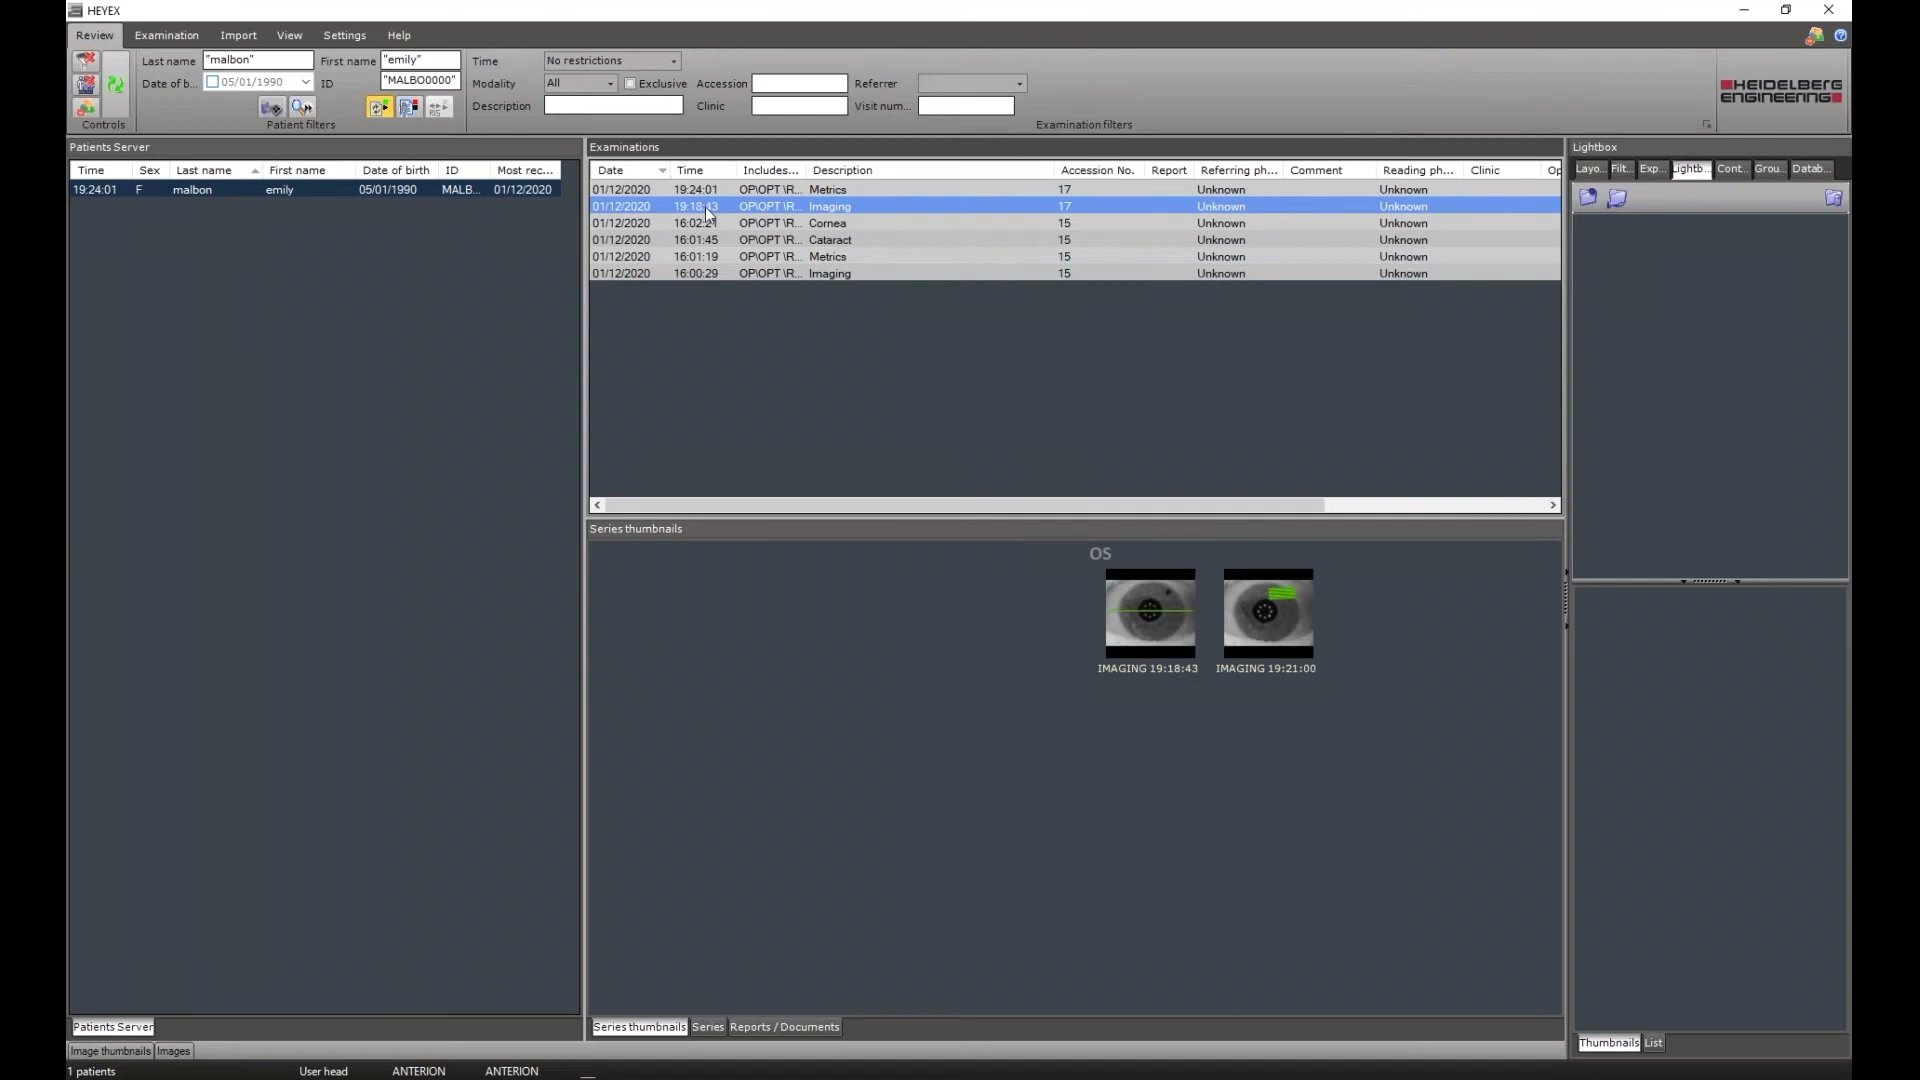 HEYEX
Review Examination Import View Settings Help
Last name "malbon" First name "emily" Time No restrictions
Date of b... 05/01/1990 ID "MALBO0000" Modality All Exclusive Accession Referrer
Description Clinic Visit num...
Controls Patient filters Examination filters
HEIDELBERG
ENGINEERING
Patients Server
Time Sex Last name First name Date of birth ID Most rec...
19:24:01 F malbon emily 05/01/1990 MALB... 01/12/2020
Examinations
Date Time Includes... Description Accession No. Report Referring ph... Comment Reading ph... Clinic Op
01/12/2020 19:24:01 OP\OPT \R... Metrics 17 Unknown Unknown
01/12/2020 19:18:43 OP\OPT \R... Imaging 17 Unknown Unknown
01/12/2020 16:02:21 OP\OPT \R... Cornea 15 Unknown Unknown
01/12/2020 16:01:45 OP\OPT \R... Cataract 15 Unknown Unknown
01/12/2020 16:01:19 OP\OPT \R... Metrics 15 Unknown Unknown
01/12/2020 16:00:29 OP\OPT \R... Imaging 15 Unknown Unknown
Series thumbnails
OS
IMAGING 19:18:43 IMAGING 19:21:00
Lightbox
Layo... Filt... Exp... Lightb... Cont... Grou... Datab...
Patients Server
Series thumbnails Series Reports / Documents
Thumbnails List
Image thumbnails Images
1 patients User head ANTERION ANTERION